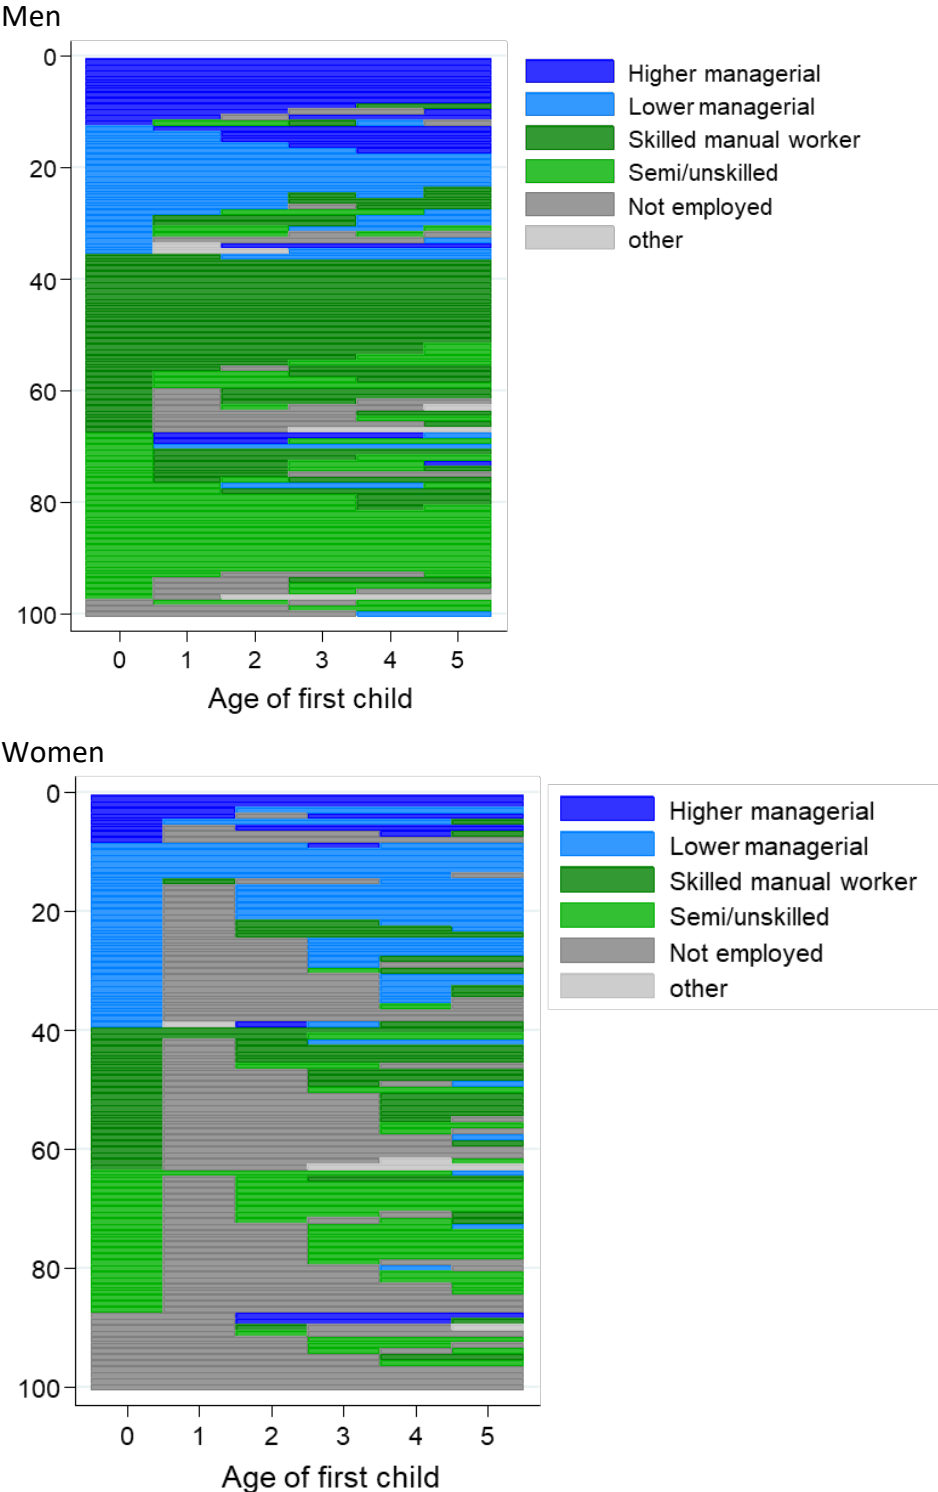 Men
0
20
40
60
80
100
0 1 2 3 4 5
Age of first child
Higher managerial
Lower managerial
Skilled manual worker
Semi/unskilled
Not employed
other
Women
0
20
40
60
80
100
0 1 2 3 4 5
Age of first child
Higher managerial
Lower managerial
Skilled manual worker
Semi/unskilled
Not employed
other